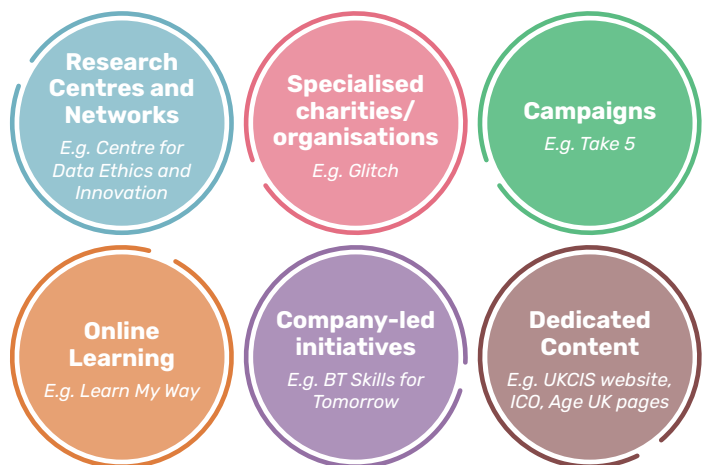 Research
Centres and
Networks
E.g. Centre for
Data Ethics and
Innovation
Specialised
charities/
organisations
E.g. Glitch
Campaigns
E.g. Take 5
Online
Learning
E.g. Learn My Way
Company-led
initiatives
E.g. BT Skills for
Tomorrow
Dedicated
Content
E.g. UKCIS website,
ICO, Age UK pages